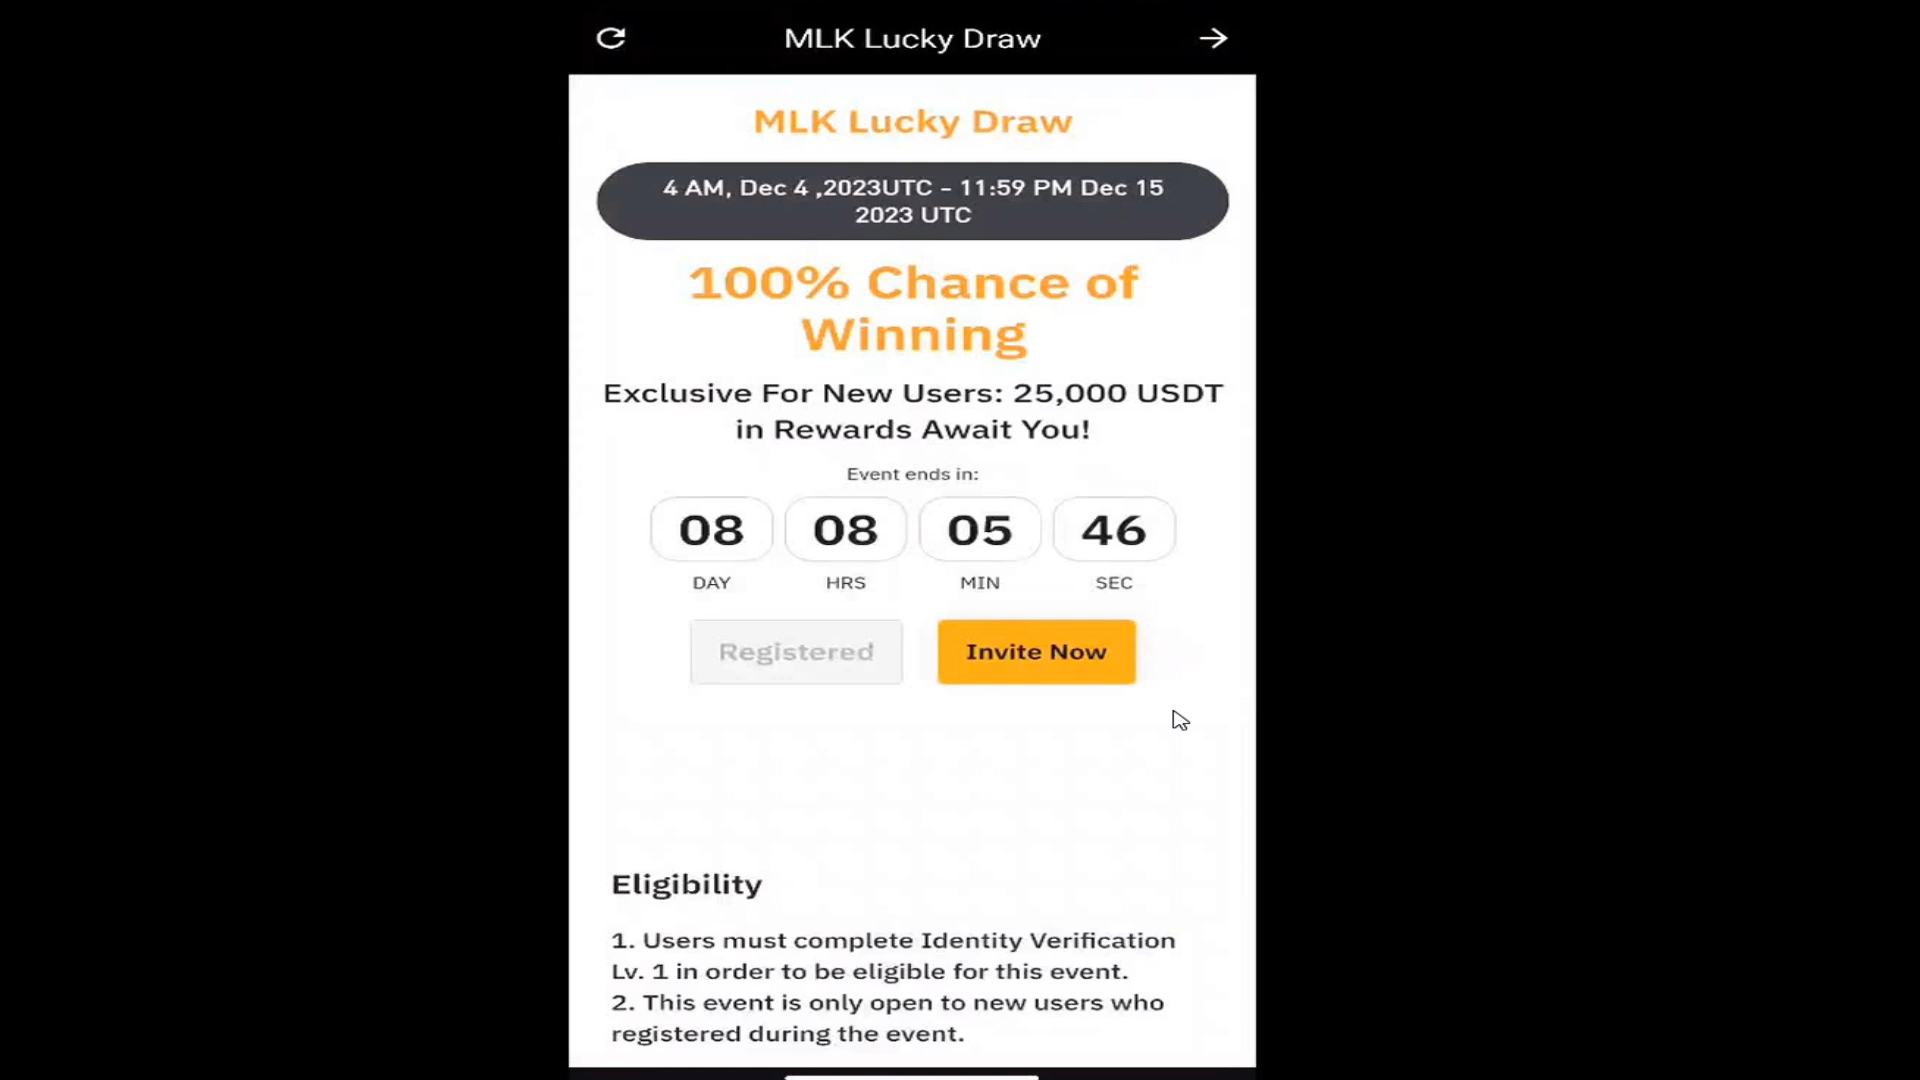 MLK Lucky Draw
MLK Lucky Draw
4 AM, Dec 4 ,2023UTC - 11:59 PM Dec 15
2023 UTC
100% Chance of
Winning
Exclusive For New Users: 25,000 USDT
in Rewards Await You!
Event ends in:
08 08 05 46
DAY HRS MIN SEC
Registered Invite Now
Eligibility
1. Users must complete Identity Verification
Lv. 1 in order to be eligible for this event.
2. This event is only open to new users who
registered during the event.